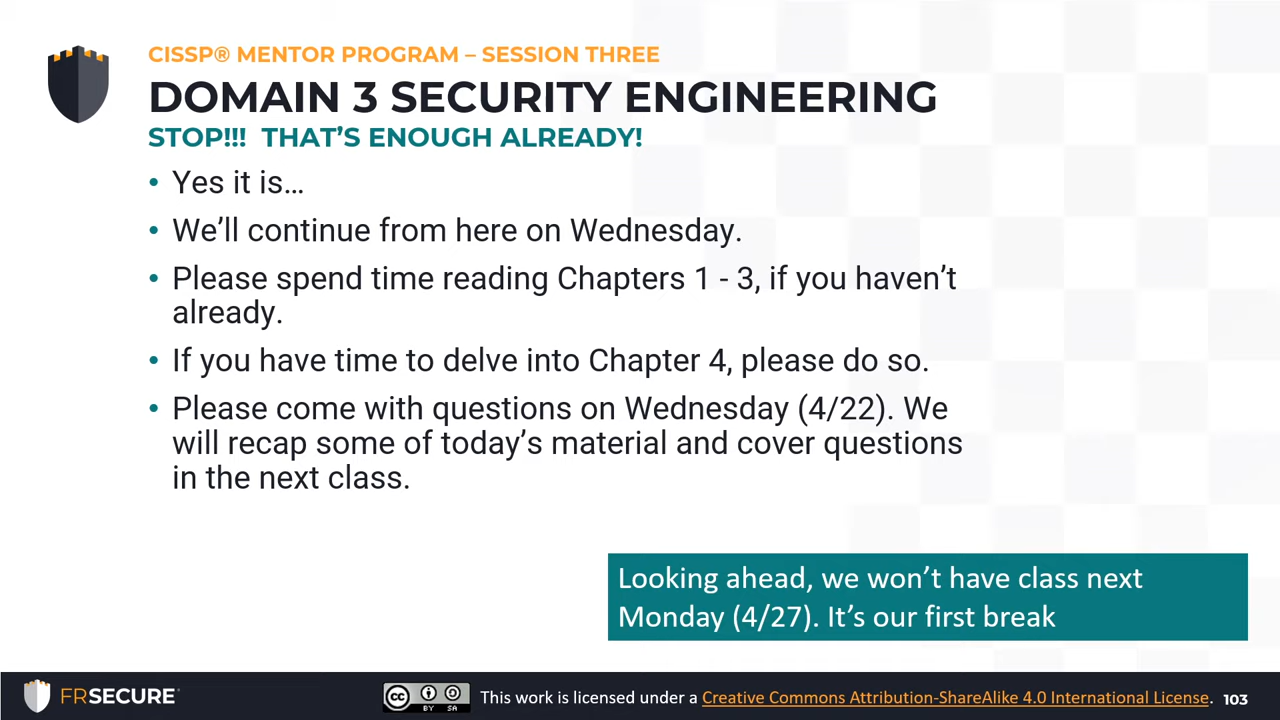 CISSP® MENTOR PROGRAM – SESSION THREE
DOMAIN 3 SECURITY ENGINEERING
STOP!!! THAT’S ENOUGH ALREADY!
• Yes it is…
• We’ll continue from here on Wednesday.
• Please spend time reading Chapters 1 - 3, if you haven’t
already.
• If you have time to delve into Chapter 4, please do so.
• Please come with questions on Wednesday (4/22). We
will recap some of today’s material and cover questions
in the next class.
Looking ahead, we won’t have class next
Monday (4/27). It’s our first break
FRSECURE
CC BY SA
This work is licensed under a Creative Commons Attribution-ShareAlike 4.0 International License. 103